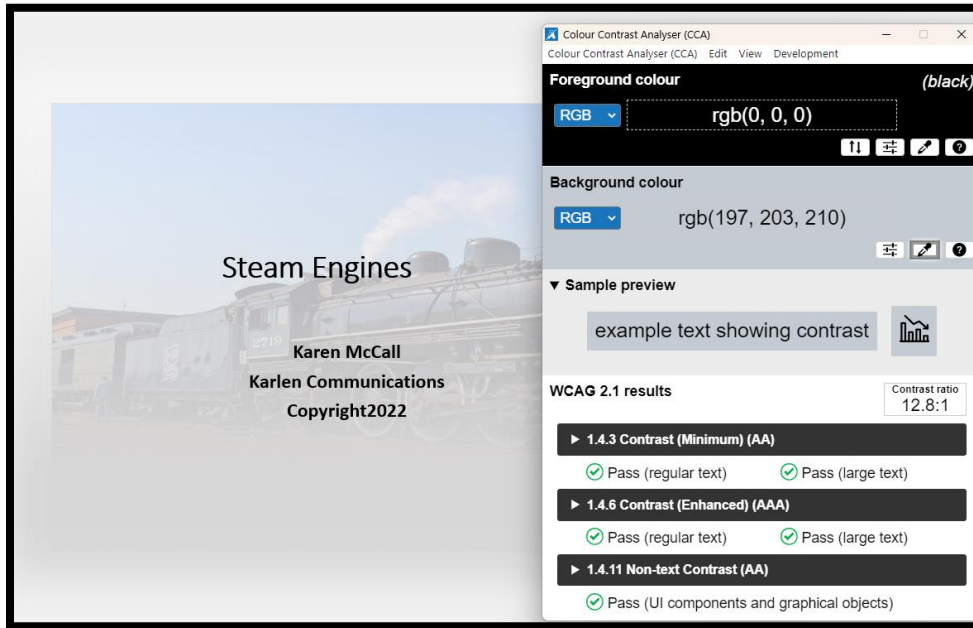 Steam Engines
2719
Karen McCall
Karlen Communications
Copyright2022
Colour Contrast Analyser (CCA)
Colour Contrast Analyser (CCA) Edit View Development
Foreground colour (black)
RGB rgb(0, 0, 0)
Background colour
RGB rgb(197, 203, 210)
▼ Sample preview
example text showing contrast
WCAG 2.1 results
Contrast ratio
12.8:1
▶ 1.4.3 Contrast (Minimum) (AA)
Pass (regular text) Pass (large text)
▶ 1.4.6 Contrast (Enhanced) (AAA)
Pass (regular text) Pass (large text)
▶ 1.4.11 Non-text Contrast (AA)
Pass (UI components and graphical objects)